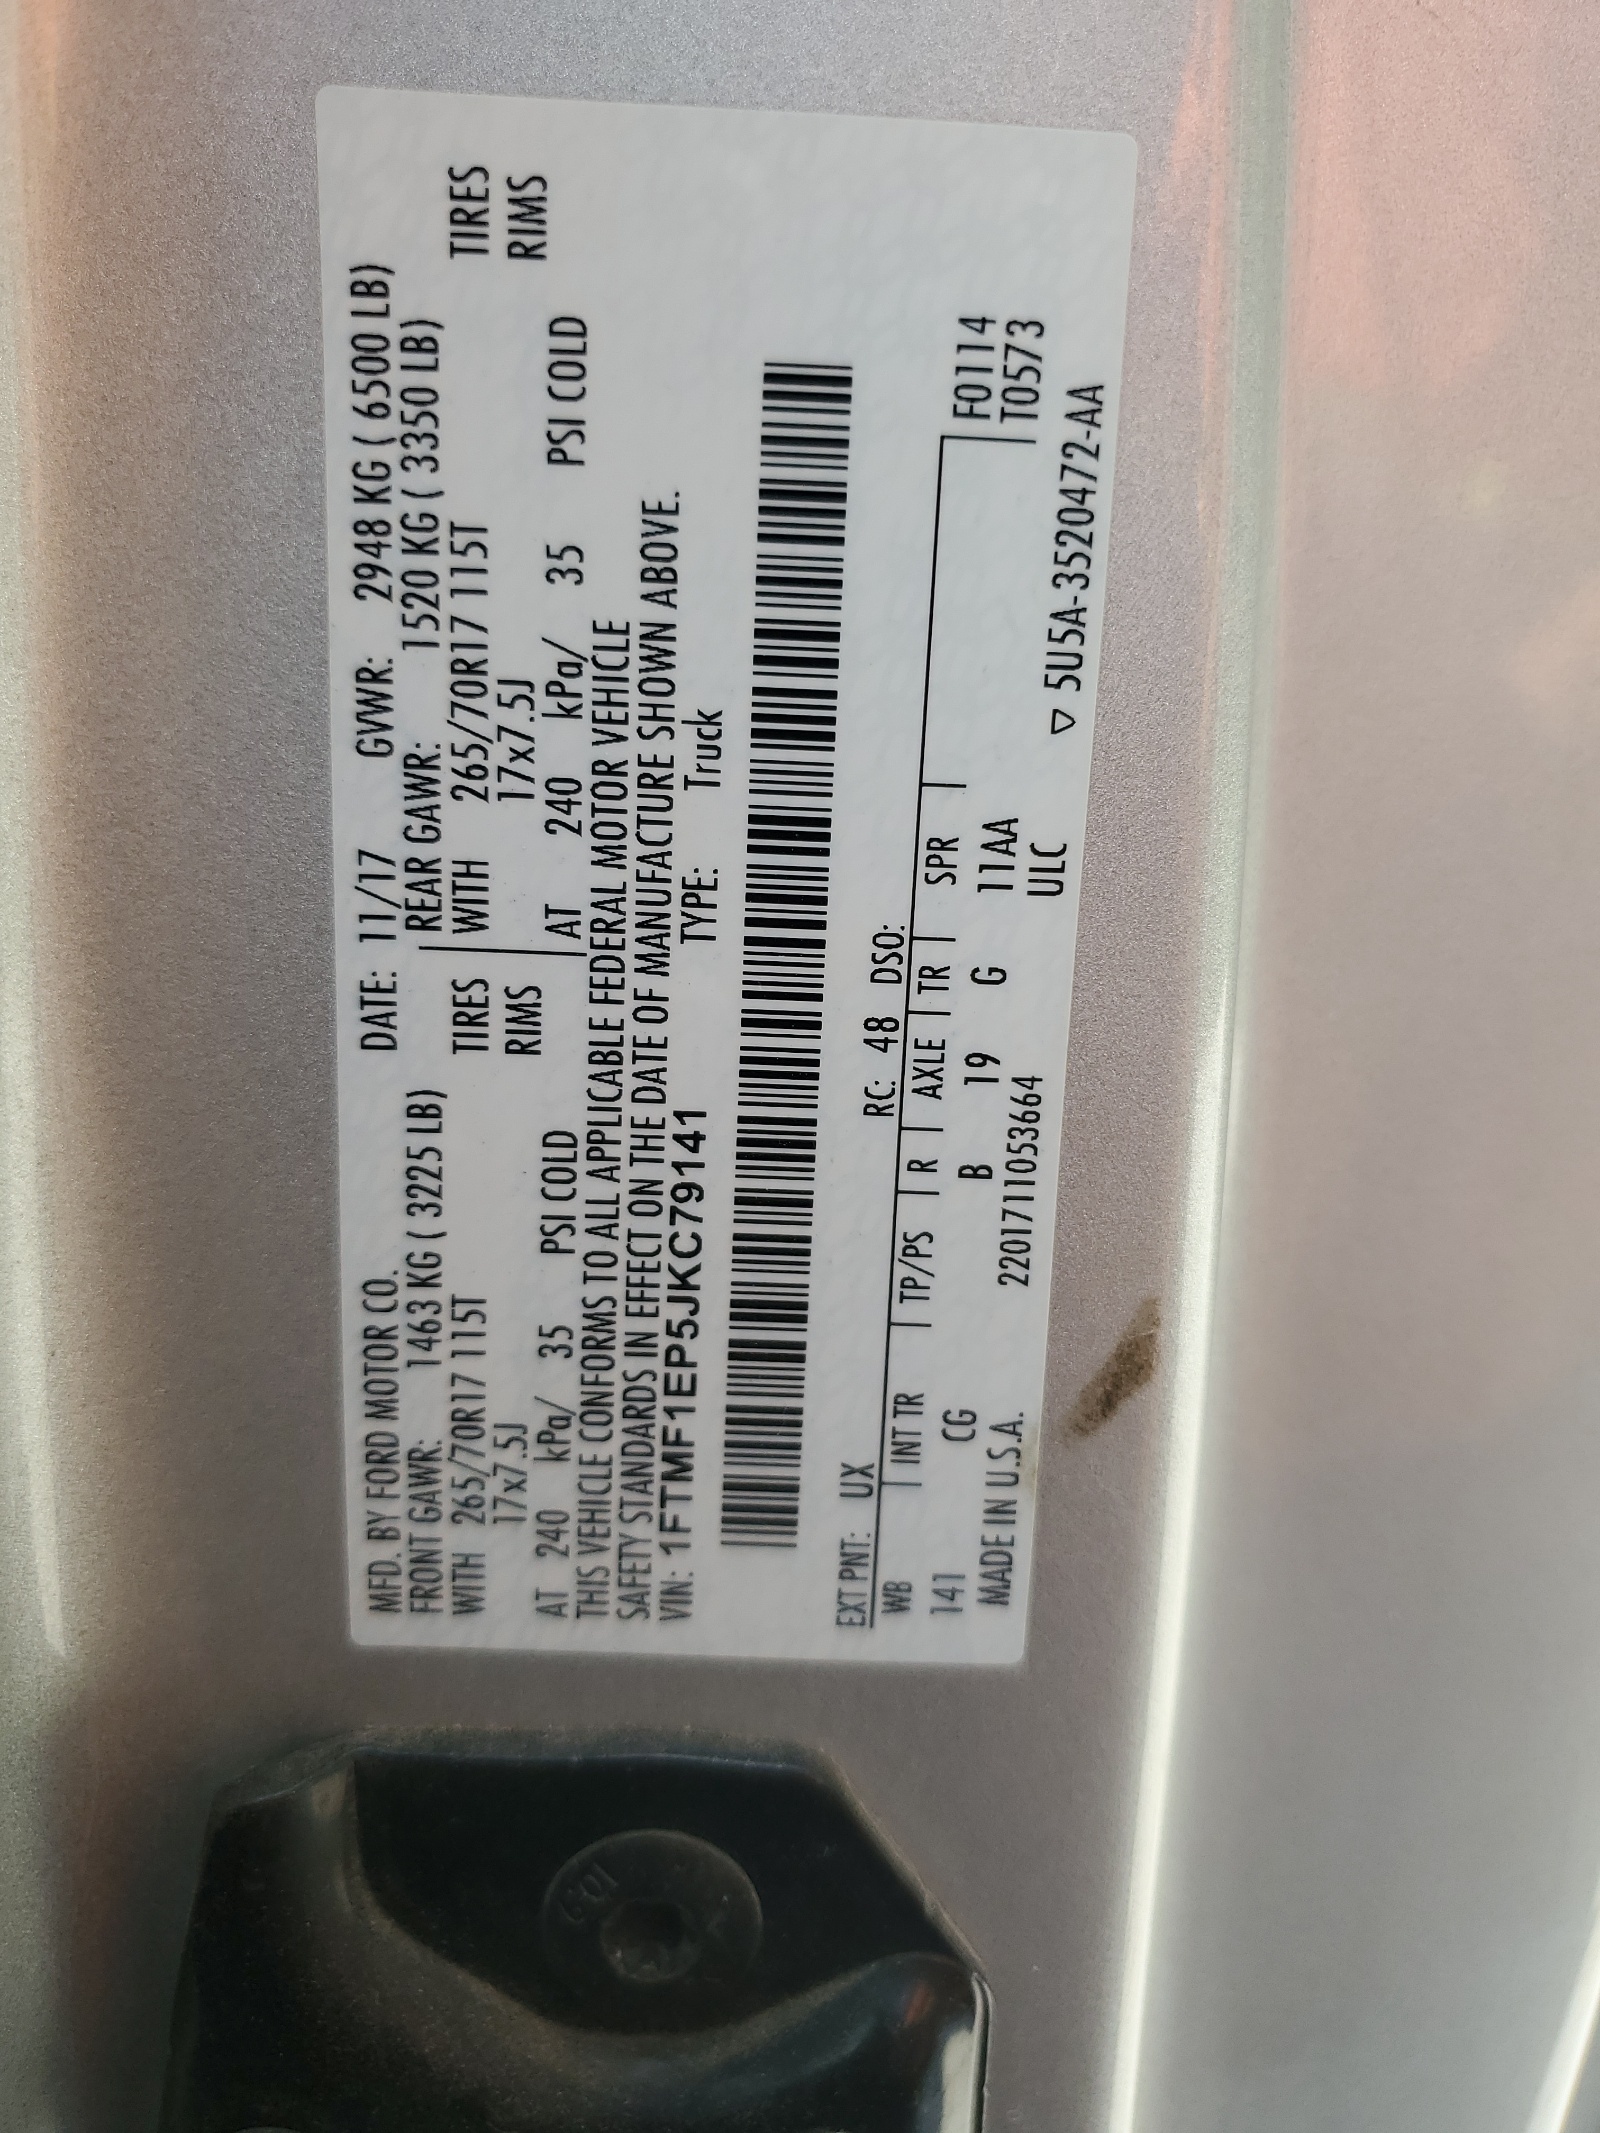 MFD. BY FORD MOTOR CO. DATE: 11/17 GVWR: 2948 KG ( 6500 LB)
FRONT GAWR: 1463 KG ( 3225 LB) REAR GAWR: 1520 KG ( 3350 LB)
WITH 265/70R17 115T TIRES WITH 265/70R17 115T TIRES
17x7.5J RIMS 17x7.5J RIMS
AT 240 kPa/ 35 PSI COLD AT 240 kPa/ 35 PSI COLD
THIS VEHICLE CONFORMS TO ALL APPLICABLE FEDERAL MOTOR VEHICLE
SAFETY STANDARDS IN EFFECT ON THE DATE OF MANUFACTURE SHOWN ABOVE.
VIN: 1FTMF1EP5JKC79141 TYPE: Truck
EXT PNT: UX RC: 48 DSO:
WB INT TR TP/PS R AXLE TR SPR F0114
141 CG B 19 G 11AA T0573
MADE IN U.S.A. 2201711053664 ULC
▽ 5U5A-3520472-AA
10.2